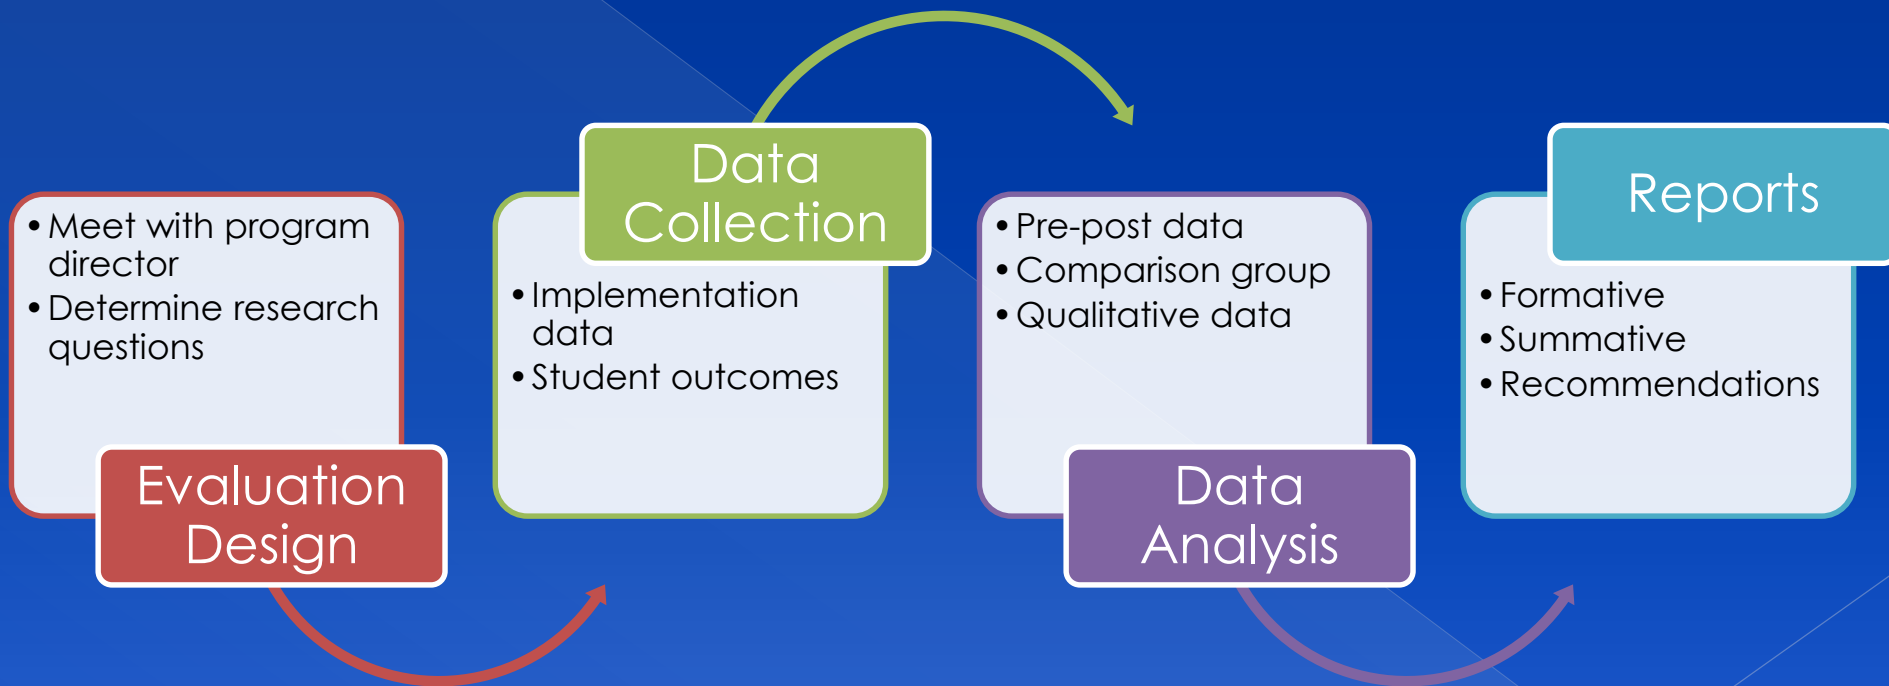 • Meet with program
director
• Determine research
questions
Evaluation
Design
Data
Collection
• Implementation
data
• Student outcomes
• Pre-post data
• Comparison group
• Qualitative data
Data
Analysis
Reports
• Formative
• Summative
• Recommendations